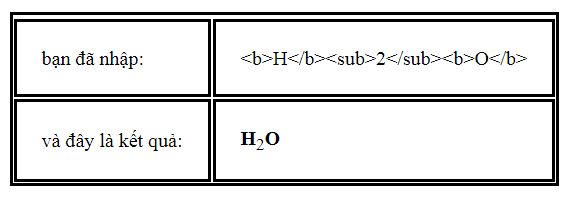 bạn đã nhập: <b>H</b><sub>2</sub><b>O</b>
và đây là kết quả: H₂O